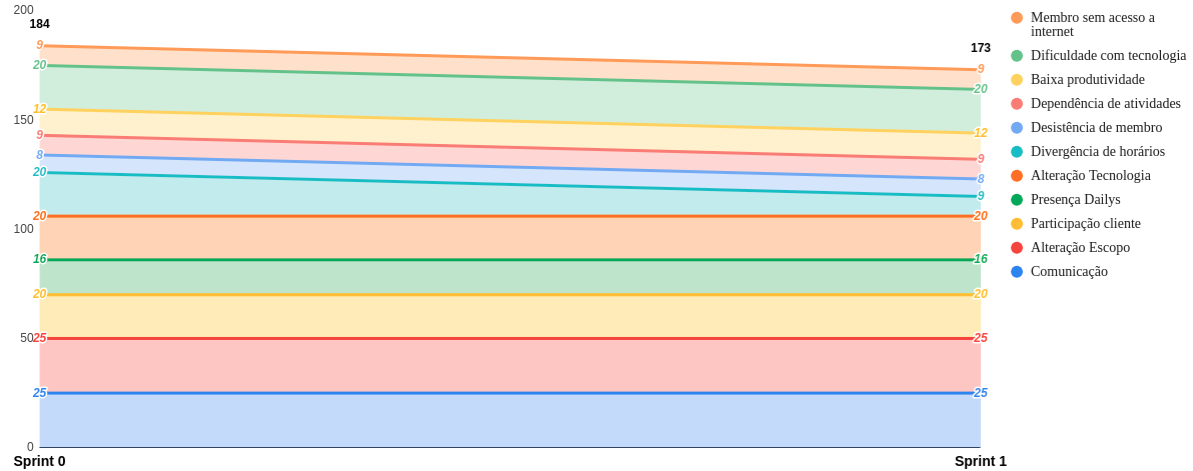 200
184
173
150
100
50
0
9
20
12
9
8
20
20
16
20
25
25
9
20
12
9
8
9
20
16
20
25
25
Sprint 0
Sprint 1
Membro sem acesso a
internet
Dificuldade com tecnologia
Baixa produtividade
Dependência de atividades
Desistência de membro
Divergência de horários
Alteração Tecnologia
Presença Dailys
Participação cliente
Alteração Escopo
Comunicação